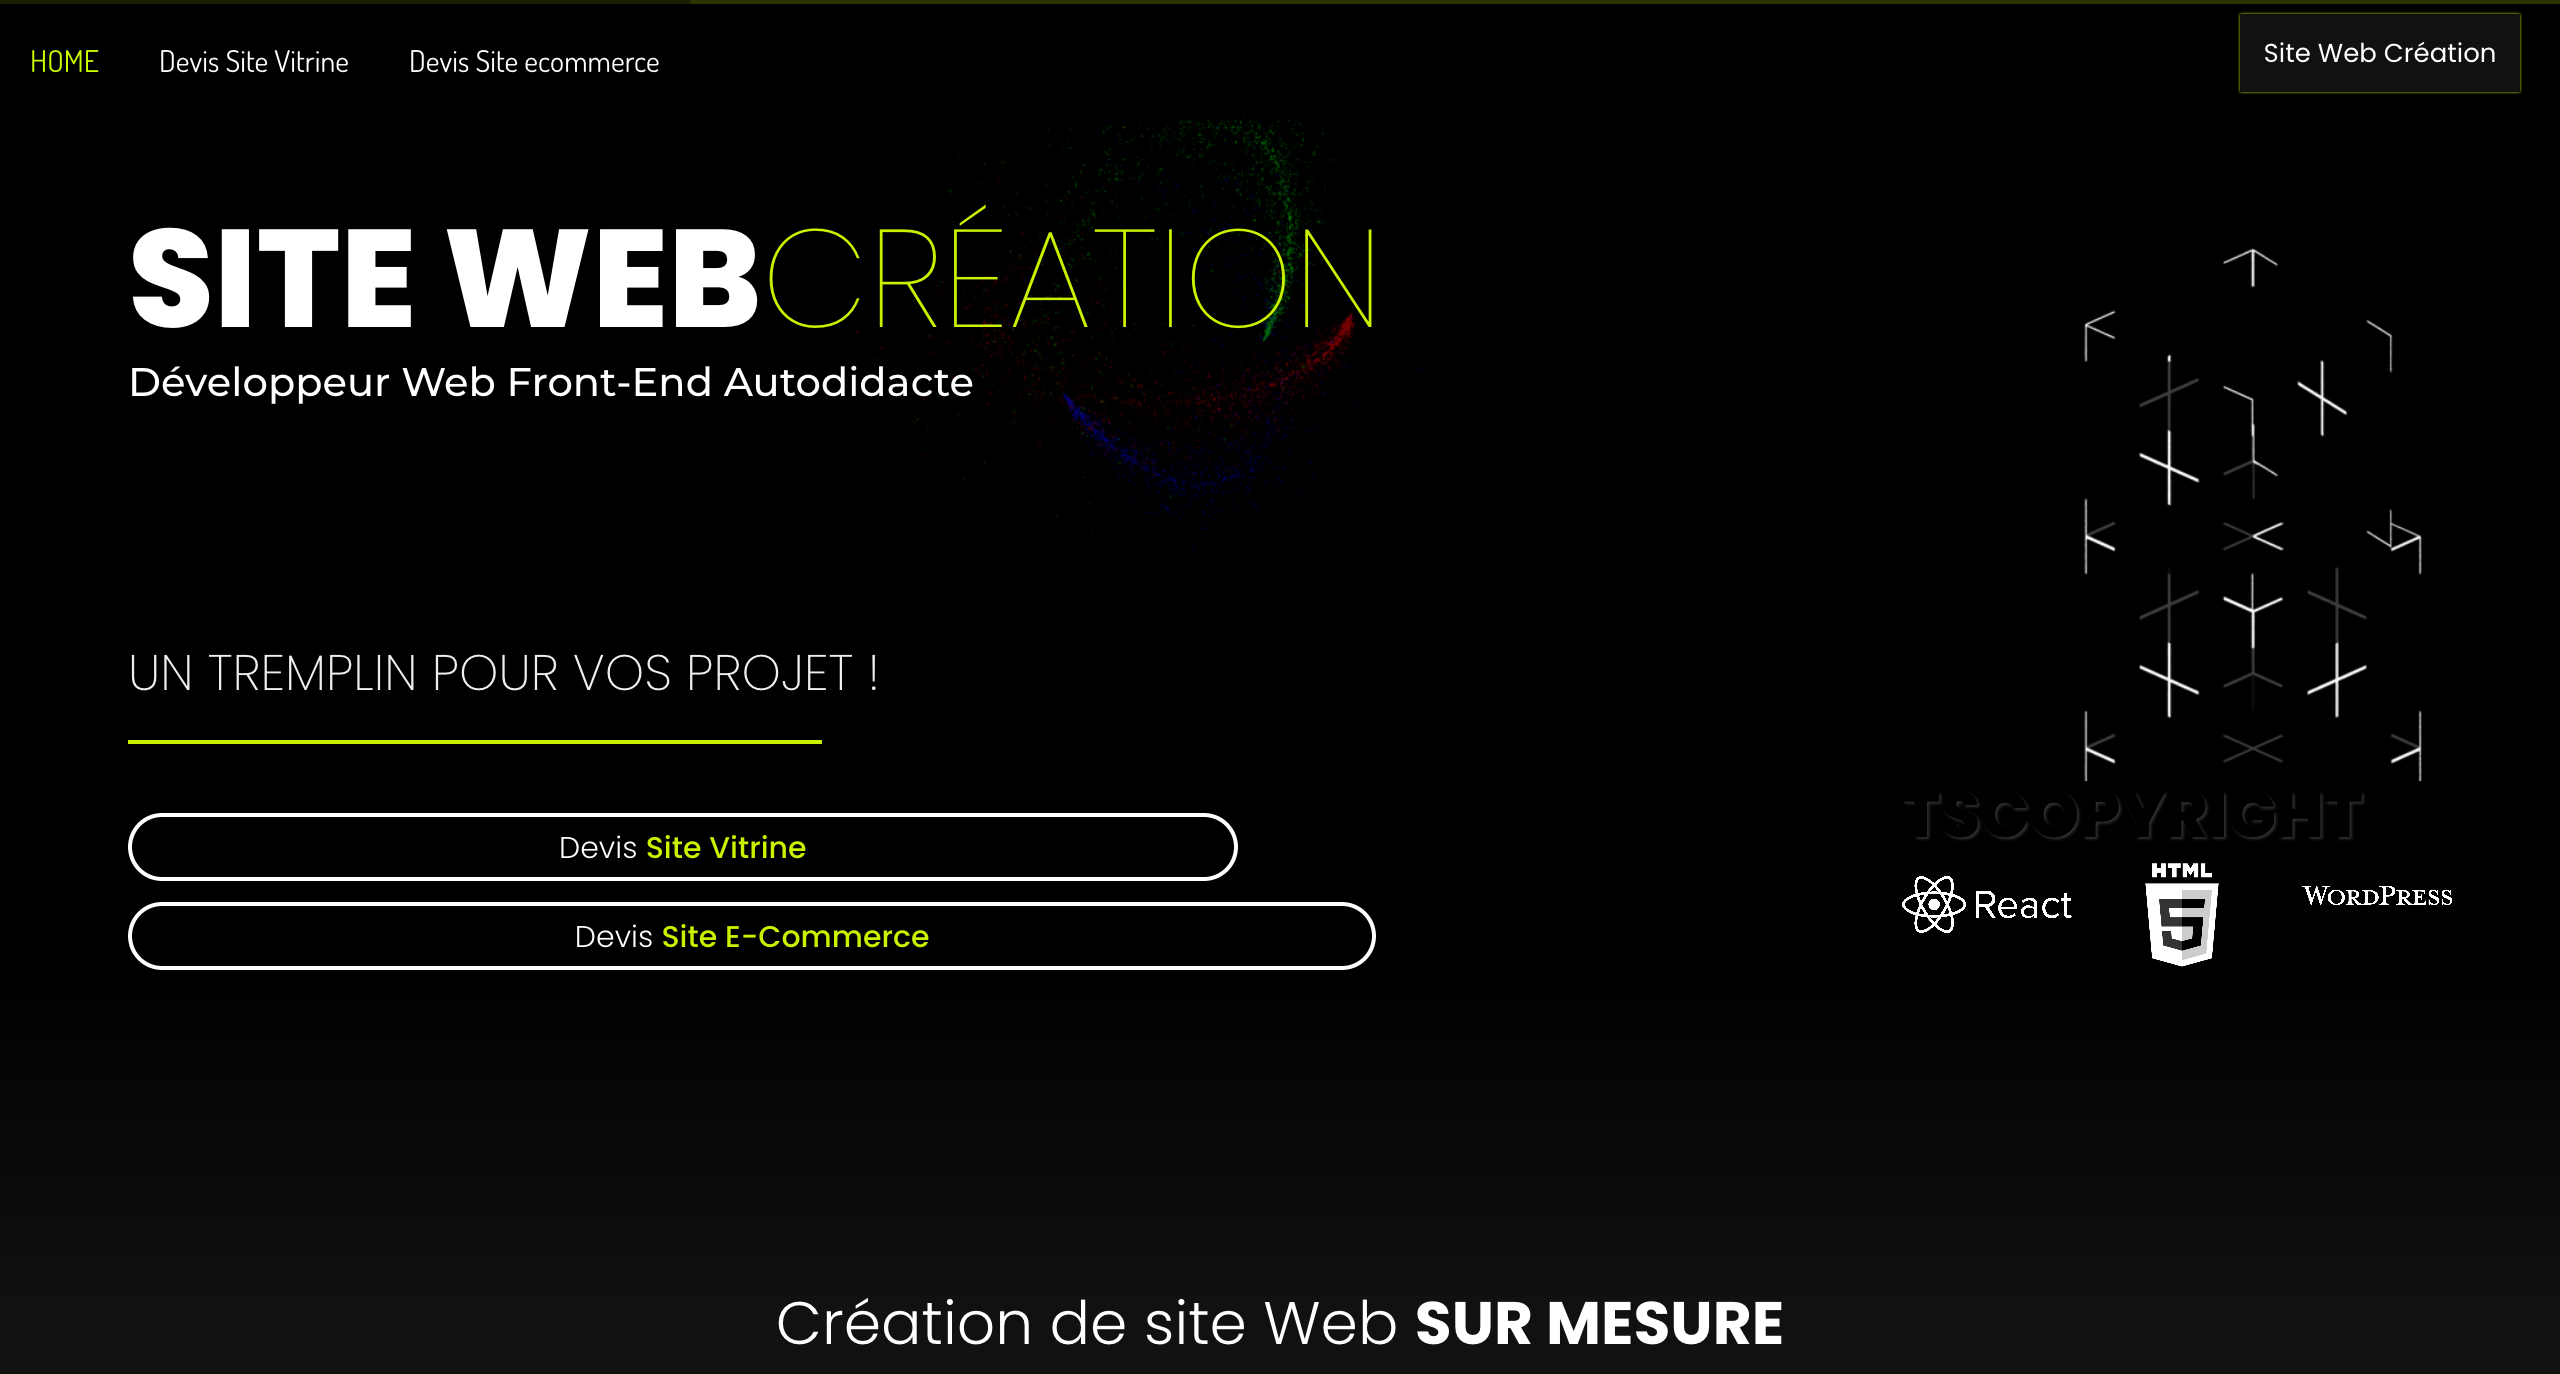 HOME Devis Site Vitrine Devis Site ecommerce Site Web Création
SITE WEBCRÉATION
Développeur Web Front-End Autodidacte
UN TREMPLIN POUR VOS PROJET !
Devis Site Vitrine
Devis Site E-Commerce
TSCOPYRIGHT
React HTML 5 WORDPRESS
Création de site Web SUR MESURE